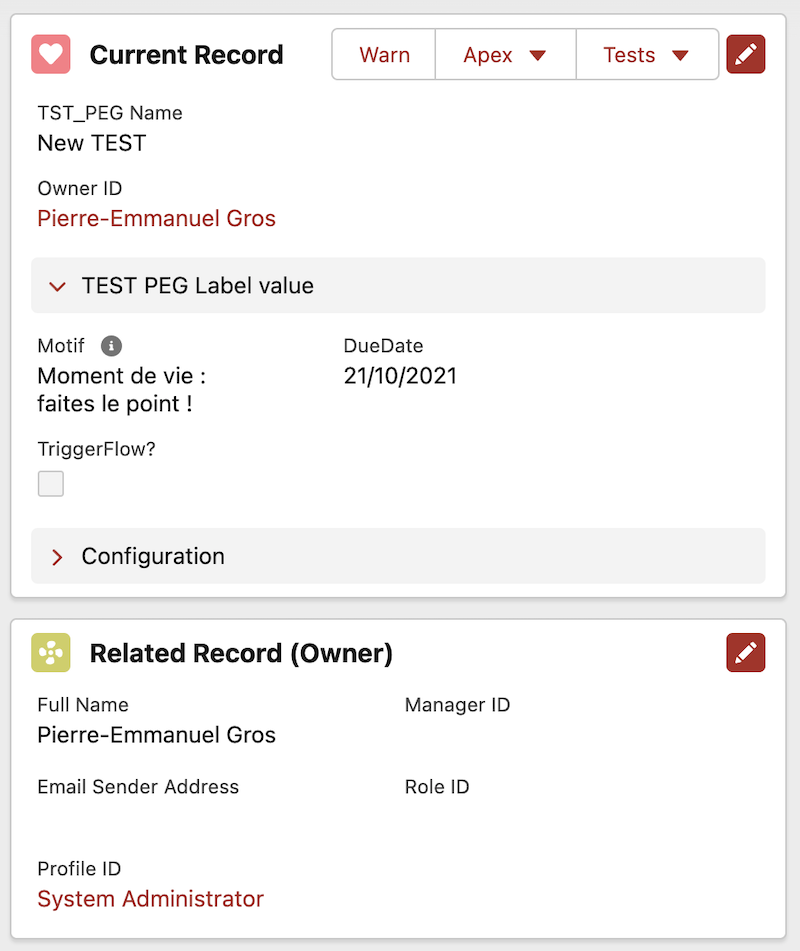 Current Record
Warn
Apex
Tests
TST_PEG Name
New TEST
Owner ID
Pierre-Emmanuel Gros
TEST PEG Label value
Motif
DueDate
Moment de vie :
faites le point !
21/10/2021
TriggerFlow?
Configuration
Related Record (Owner)
Full Name
Manager ID
Pierre-Emmanuel Gros
Email Sender Address
Role ID
Profile ID
System Administrator